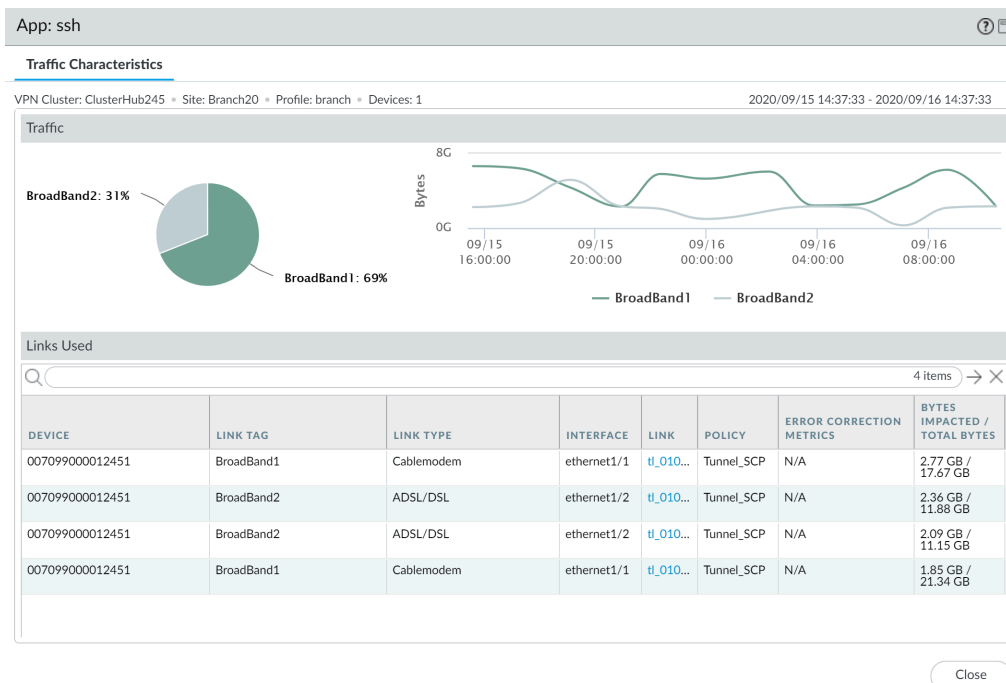 App: ssh
Traffic Characteristics
VPN Cluster: ClusterHub245 • Site: Branch20 • Profile: branch • Devices: 1
2020/09/15 14:37:33 - 2020/09/16 14:37:33
Traffic
BroadBand2: 31%
BroadBand1: 69%
8G
Bytes
0G
09/15 16:00:00
09/15 20:00:00
09/16 00:00:00
09/16 04:00:00
09/16 08:00:00
BroadBand1
BroadBand2
Links Used
4 items
DEVICE LINK TAG LINK TYPE INTERFACE LINK POLICY ERROR CORRECTION METRICS BYTES IMPACTED / TOTAL BYTES
007099000012451 BroadBand1 Cablemodem ethernet1/1 tl_010... Tunnel_SCP N/A 2.77 GB / 17.67 GB
007099000012451 BroadBand2 ADSL/DSL ethernet1/2 tl_010... Tunnel_SCP N/A 2.36 GB / 11.88 GB
007099000012451 BroadBand2 ADSL/DSL ethernet1/2 tl_010... Tunnel_SCP N/A 2.09 GB / 11.15 GB
007099000012451 BroadBand1 Cablemodem ethernet1/1 tl_010... Tunnel_SCP N/A 1.85 GB / 21.34 GB
Close